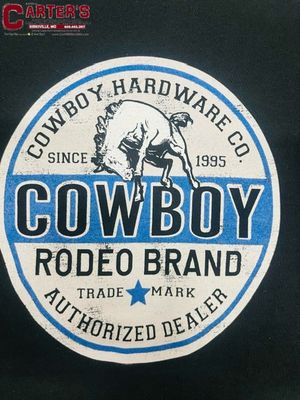 CARTER'S
COWBOY HARDWARE CO.
SINCE 1995
COWBOY
RODEO BRAND
TRADE MARK
AUTHORIZED DEALER